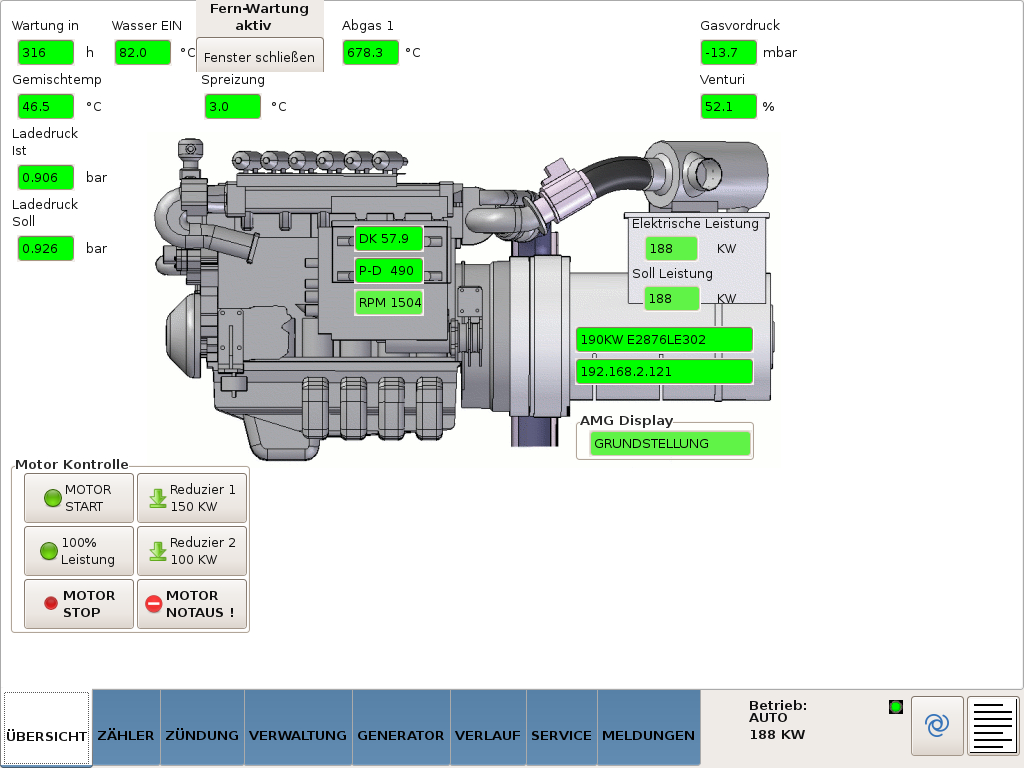 Fern-Wartung
aktiv
Fenster schließen
Wartung in
316 h
Wasser EIN
82.0 °C
Abgas 1
678.3 °C
Gasvordruck
-13.7 mbar
Gemischtemp
46.5 °C
Spreizung
3.0 °C
Venturi
52.1 %
Ladedruck
Ist
0.906 bar
Ladedruck
Soll
0.926 bar
DK 57.9
P-D 490
RPM 1504
Elektrische Leistung
188 KW
Soll Leistung
188 KW
190KW E2876LE302
192.168.2.121
AMG Display
GRUNDSTELLUNG
Motor Kontrolle
MOTOR
START
Reduzier 1
150 KW
100%
Leistung
Reduzier 2
100 KW
MOTOR
STOP
MOTOR
NOTAUS !
ÜBERSICHT
ZÄHLER
ZÜNDUNG
VERWALTUNG
GENERATOR
VERLAUF
SERVICE
MELDUNGEN
Betrieb:
AUTO
188 KW